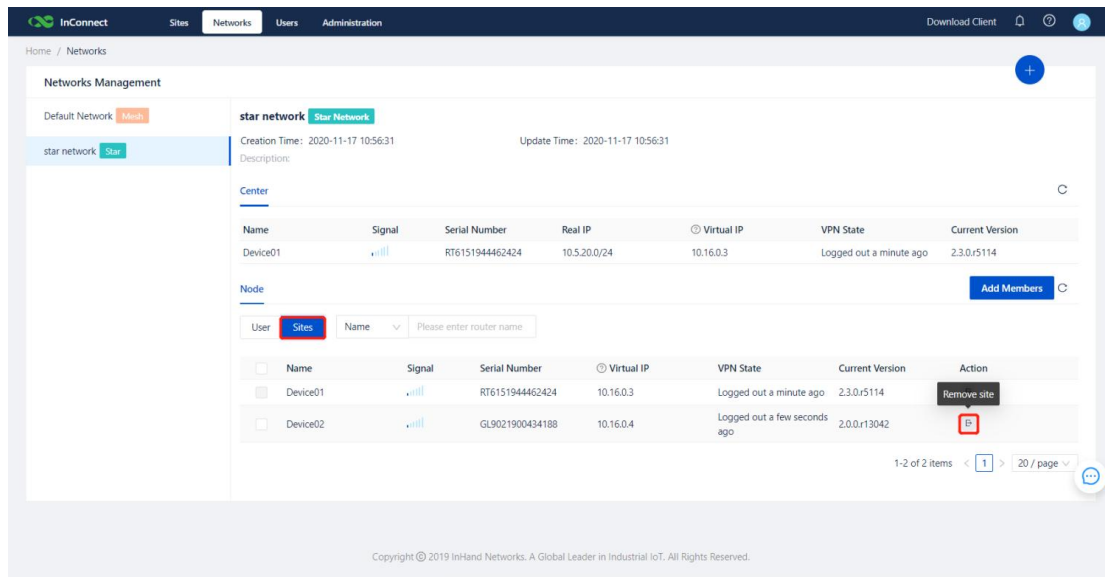 InConnect Sites Networks Users Administration Download Client
Home / Networks
Networks Management
Default Network Mesh
star network Star
star network Star Network
Creation Time: 2020-11-17 10:56:31 Update Time: 2020-11-17 10:56:31
Description:
Center
Name Signal Serial Number Real IP Virtual IP VPN State Current Version
Device01 RT6151944462424 10.5.20.0/24 10.16.0.3 Logged out a minute ago 2.3.0.r5114
Node Add Members
User Sites Name Please enter router name
Name Signal Serial Number Virtual IP VPN State Current Version Action
Device01 RT6151944462424 10.16.0.3 Logged out a minute ago 2.3.0.r5114
Remove site
Device02 GL9021900434188 10.16.0.4 Logged out a few seconds ago 2.0.0.r13042
1-2 of 2 items < 1 > 20 / page
Copyright © 2019 InHand Networks. A Global Leader in Industrial IoT. All Rights Reserved.